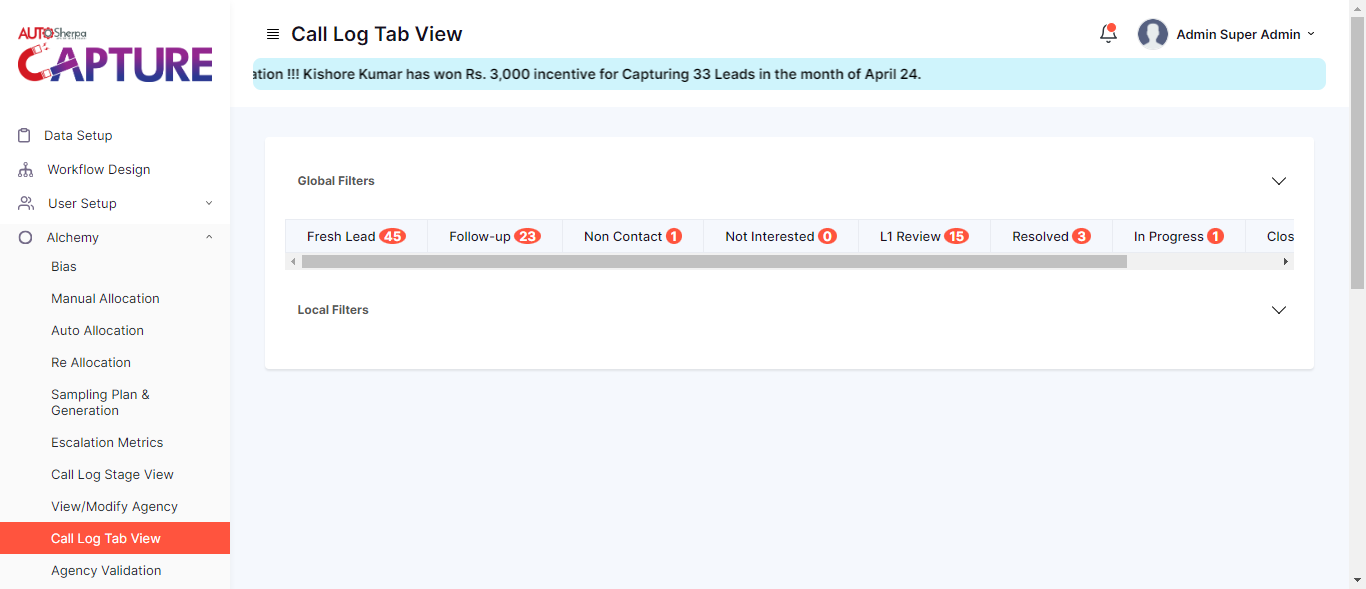 AUTOSherpa
CAPTURE
Data Setup
Workflow Design
User Setup
Alchemy
Bias
Manual Allocation
Auto Allocation
Re Allocation
Sampling Plan &
Generation
Escalation Metrics
Call Log Stage View
View/Modify Agency
Call Log Tab View
Agency Validation
Call Log Tab View
Admin Super Admin
ation !!! Kishore Kumar has won Rs. 3,000 incentive for Capturing 33 Leads in the month of April 24.
Global Filters
Fresh Lead 45 Follow-up 23 Non Contact 1 Not Interested 0 L1 Review 15 Resolved 3 In Progress 1 Clos
Local Filters